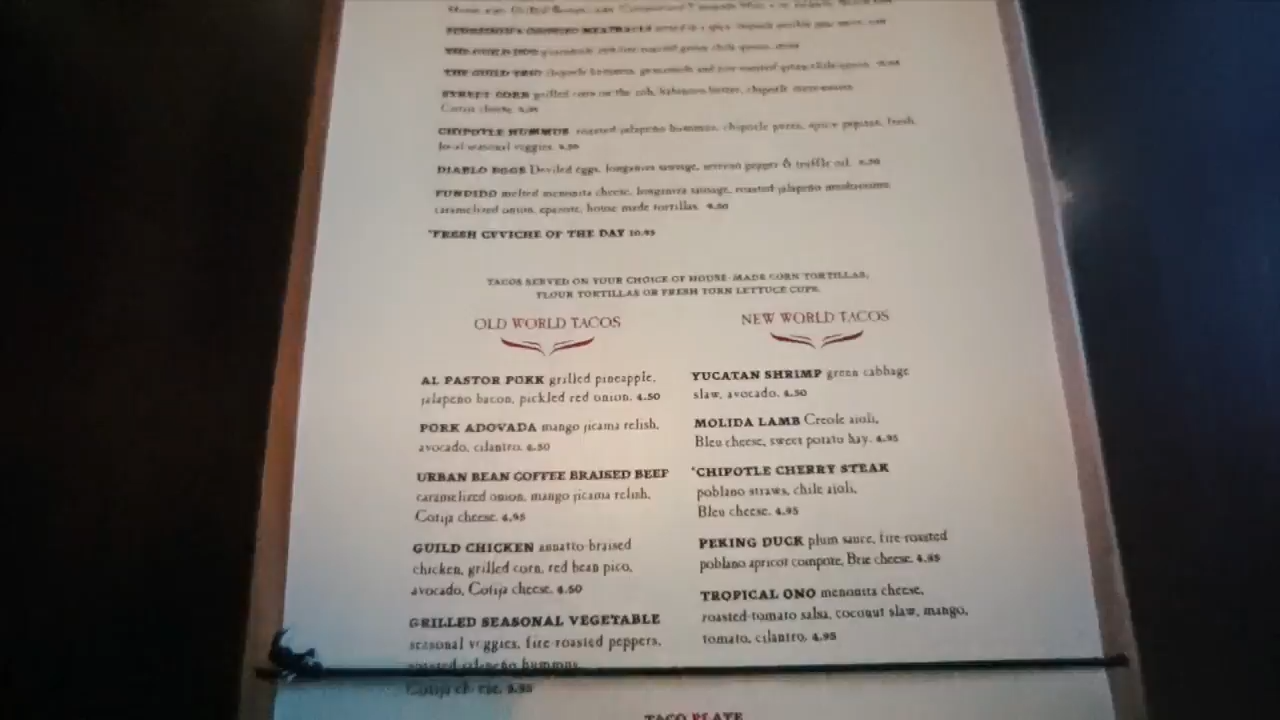 THE GUILD TRIO chipotle hummus, guacamole and fire-roasted green chile queso.
STREET CORN grilled corn on the cob, habanero butter, chipotle
Cotija cheese.
CHIPOTLE HUMMUS roasted jalapeño hummus, chipotle puree, spicy pepitas, fresh,
local seasonal veggies.
DIABLO EGGS Deviled eggs, longaniza sausage, serrano pepper & truffle oil.
FUNDIDO melted menonita cheese, longaniza sausage, roasted jalapeño mushrooms
caramelized onion, epazote, house made tortillas.
*FRESH CEVICHE OF THE DAY 10.95
TACOS SERVED ON YOUR CHOICE OF HOUSE-MADE CORN TORTILLAS,
FLOUR TORTILLAS OR FRESH TORN LETTUCE CUPS.
OLD WORLD TACOS
AL PASTOR PORK grilled pineapple,
jalapeño bacon, pickled red onion. 4.50
PORK ADOVADA mango jicama relish,
avocado, cilantro. 4.50
URBAN BEAN COFFEE BRAISED BEEF
caramelized onion, mango jicama relish,
Cotija cheese. 4.95
GUILD CHICKEN annatto-braised
chicken, grilled corn, red bean pico,
avocado, Cotija cheese. 4.50
GRILLED SEASONAL VEGETABLE
seasonal veggies, fire-roasted peppers,
roasted jalapeño hummus,
Cotija cheese. 3.95
NEW WORLD TACOS
YUCATAN SHRIMP green cabbage
slaw, avocado. 4.50
MOLIDA LAMB Creole aioli,
Bleu cheese, sweet potato hay. 4.95
*CHIPOTLE CHERRY STEAK
poblano straws, chile aioli,
Bleu cheese. 4.95
PEKING DUCK plum sauce, fire-roasted
poblano apricot compote, Brie cheese. 4.95
TROPICAL ONO menonita cheese,
roasted-tomato salsa, coconut slaw, mango,
tomato, cilantro. 4.95
TACO PLATE